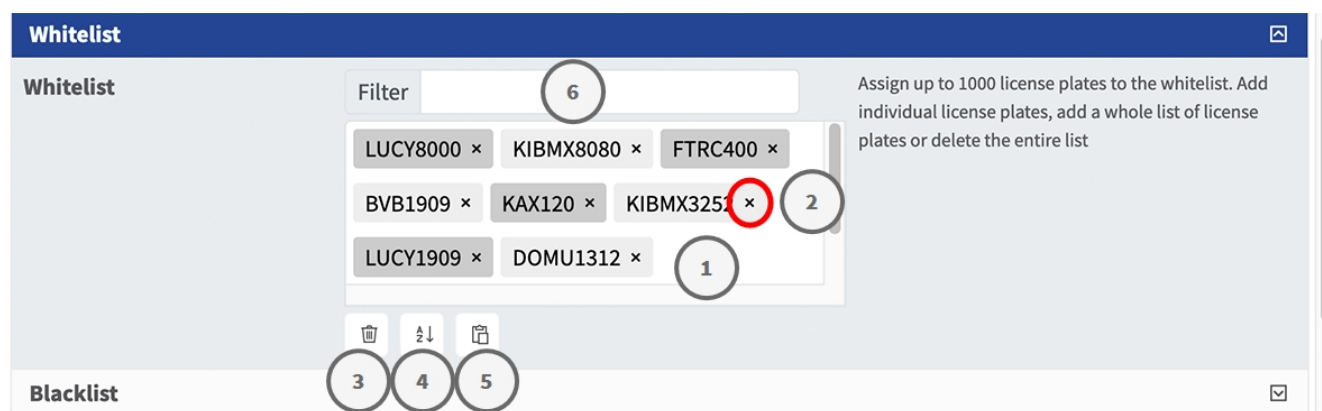 Whitelist
Whitelist
Filter
6
Assign up to 1000 license plates to the whitelist. Add
individual license plates, add a whole list of license
plates or delete the entire list
LUCY8000 × KIBMX8080 × FTRC400 ×
BVB1909 × KAX120 × KIBMX3252 × 2
LUCY1909 × DOMU1312 × 1
3 4 5
Blacklist